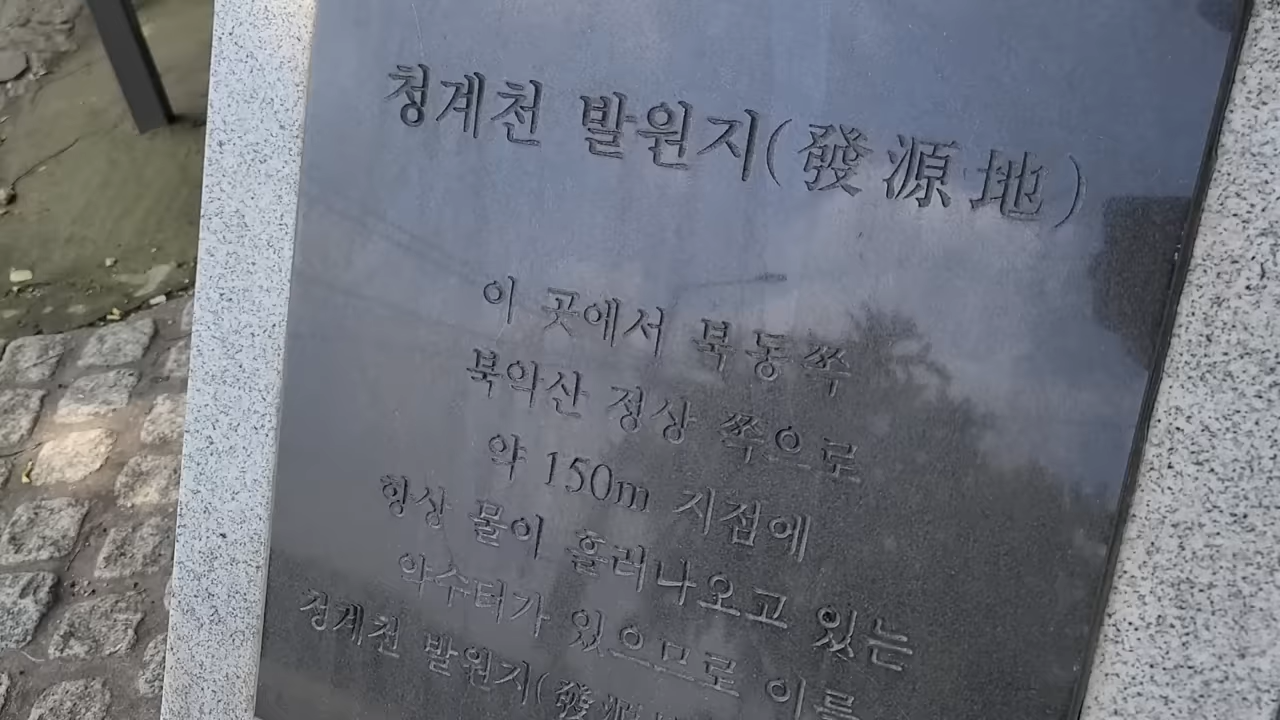 청계천 발원지(發源地)
이 곳에서 북동쪽
북악산 정상 쪽으로
약 150m 지점에
항상 물이 흘러나오고 있는
약수터가 있으므로 이를
청계천 발원지(發源